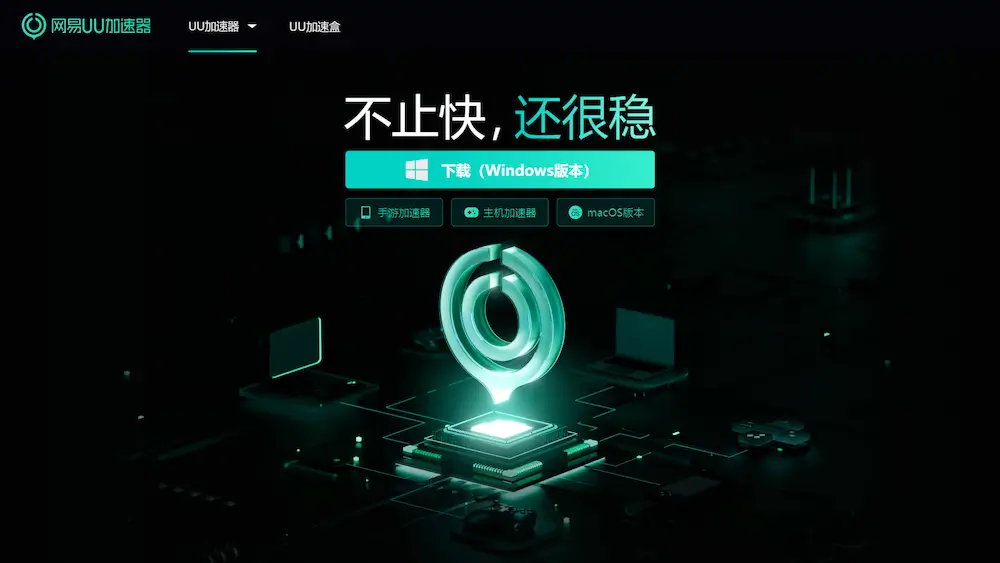 网易UU加速器
UU加速器
UU加速盒
不止快，还很稳
下载（Windows版本）
手游加速器
主机加速器
macOS版本